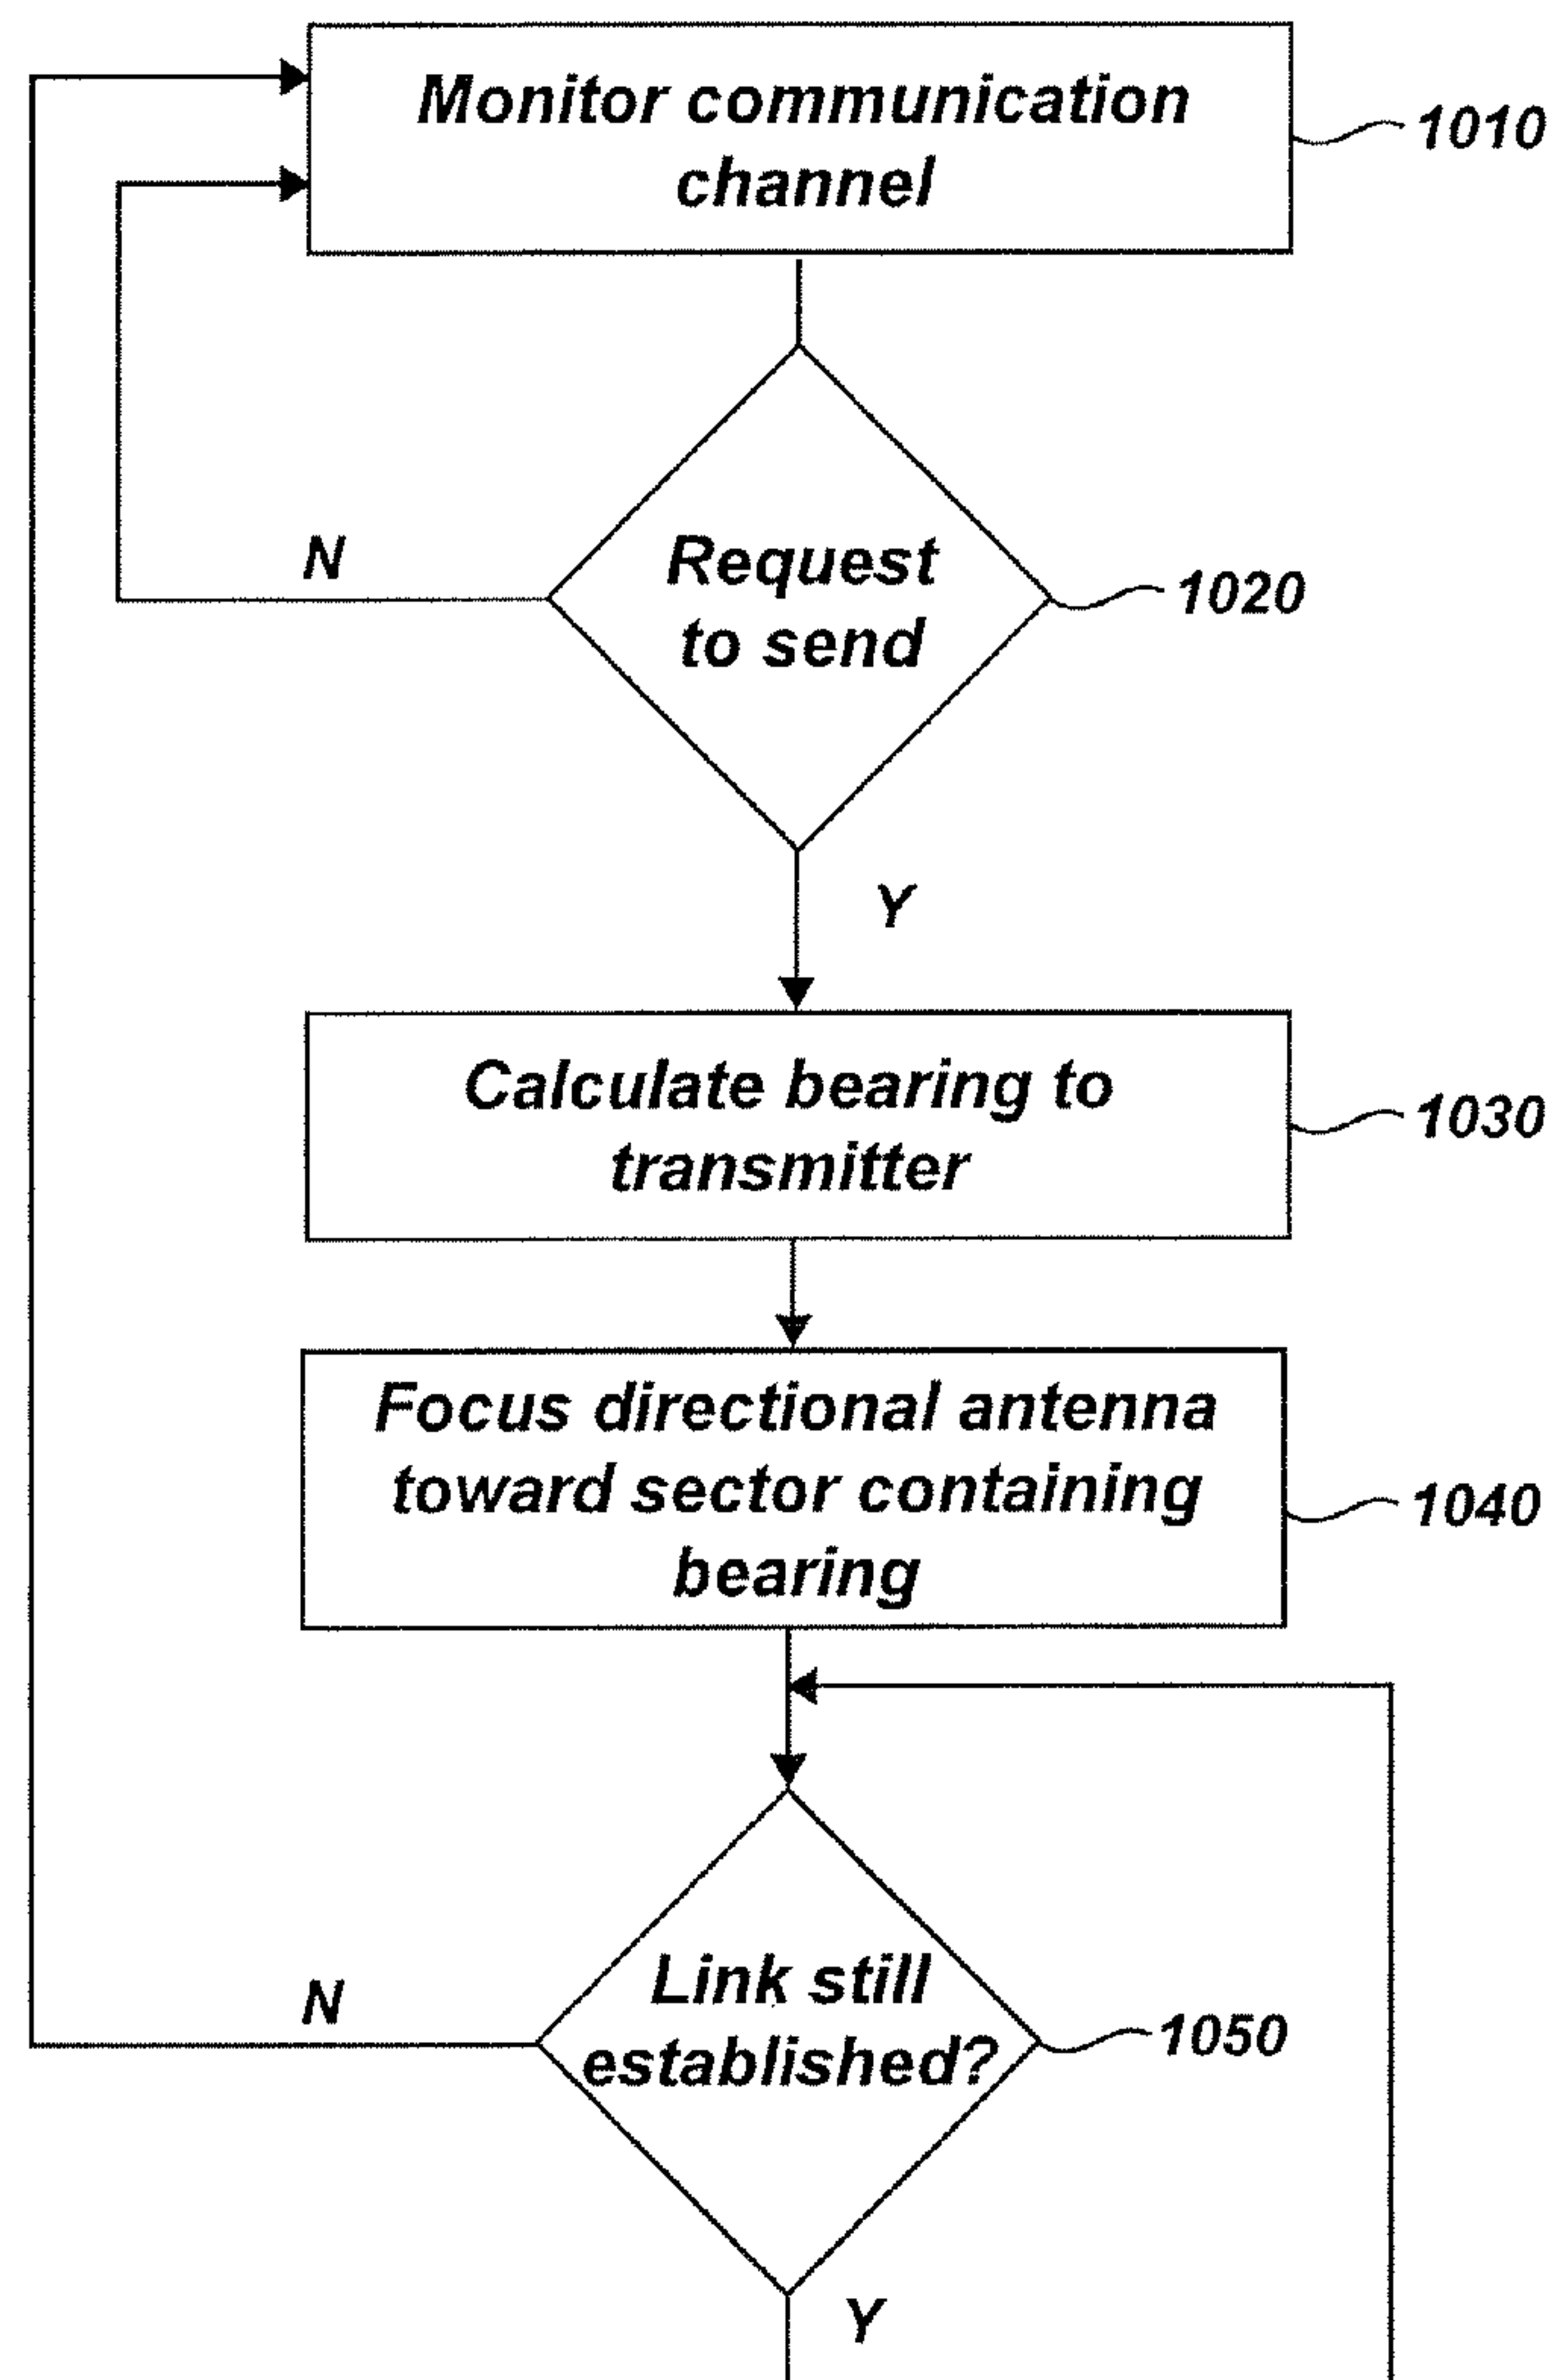 Monitor communication
channel
1010
N
Request
to send
1020
Y
Calculate bearing to
transmitter
1030
Focus directional antenna
toward sector containing
bearing
1040
N
Link still
established?
1050
Y